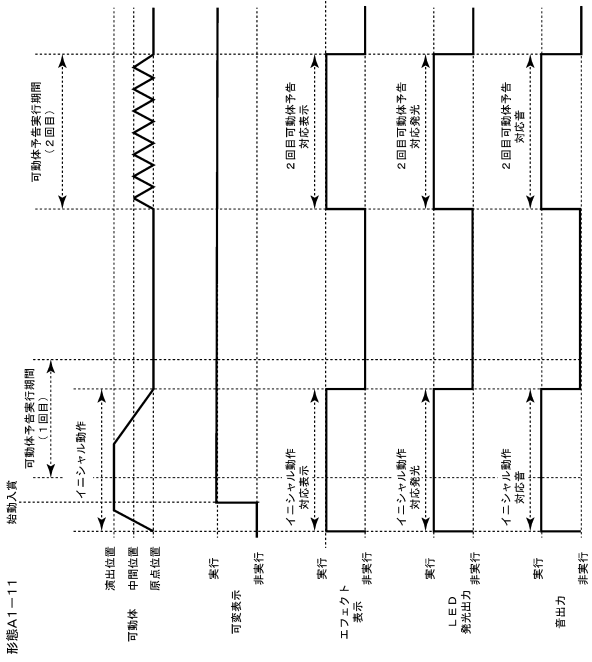 形態A1-11
始動入賞
可動体予告実行期間
（1回目）
可動体予告実行期間
（2回目）
イニシャル動作
可動体
演出位置
中間位置
原点位置
可変表示
実行
非実行
エフェクト
表示
実行
非実行
イニシャル動作
対応表示
2回目可動体予告
対応表示
LED
発光出力
実行
非実行
イニシャル動作
対応発光
2回目可動体予告
対応発光
音出力
実行
非実行
イニシャル動作
対応音
2回目可動体予告
対応音